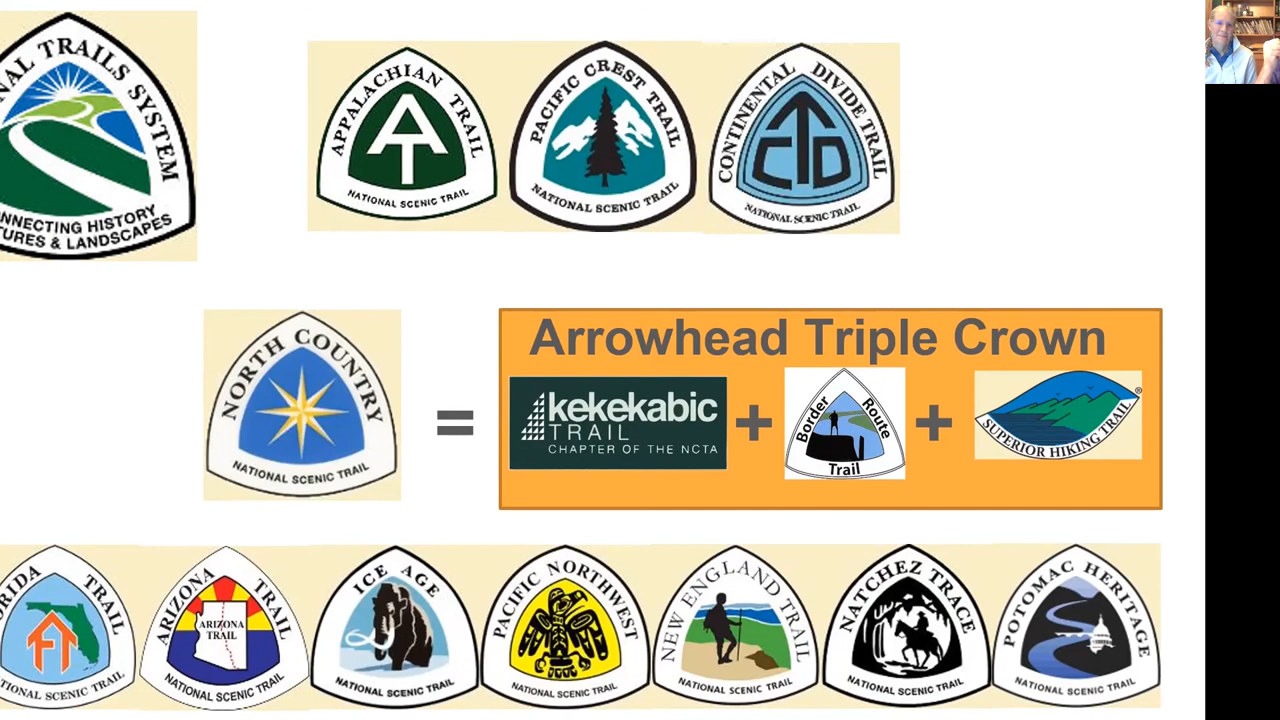 NAL TRAILS SYSTEM
NNECTING HISTORY
TURES & LANDSCAPES
APPALACHIAN TRAIL
AT
NATIONAL SCENIC TRAIL
PACIFIC CREST TRAIL
NATIONAL SCENIC TRAIL
CONTINENTAL DIVIDE TRAIL
CTD
NATIONAL SCENIC TRAIL
NORTH COUNTRY
NATIONAL SCENIC TRAIL
=
Arrowhead Triple Crown
kekekabic
TRAIL
CHAPTER OF THE NCTA
+
Border Route
Trail
+
SUPERIOR HIKING TRAIL®
RIDA TRAIL
FT
TIONAL SCENIC TRAIL
ARIZONA TRAIL
ARIZONA
TRAIL
NATIONAL SCENIC TRAIL
ICE AGE
NATIONAL SCENIC TRAIL
PACIFIC NORTHWEST
NATIONAL SCENIC TRAIL
NEW ENGLAND TRAIL
NATIONAL SCENIC TRAIL
NATCHEZ TRACE
NATIONAL SCENIC TRAIL
POTOMAC HERITAGE
NATIONAL SCENIC TRAIL